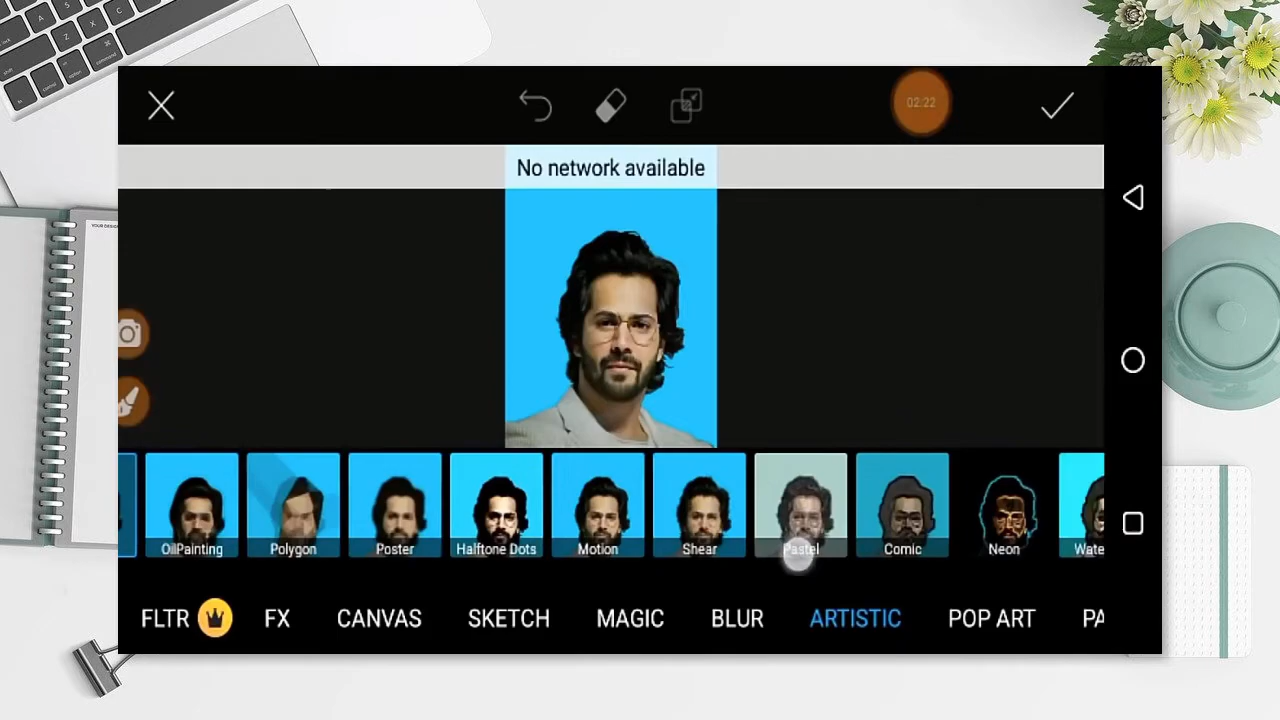 02:22
No network available
OilPainting
Polygon
Poster
Halftone Dots
Motion
Shear
Pastel
Comic
Neon
Wate
FLTR
FX
CANVAS
SKETCH
MAGIC
BLUR
ARTISTIC
POP ART
PA